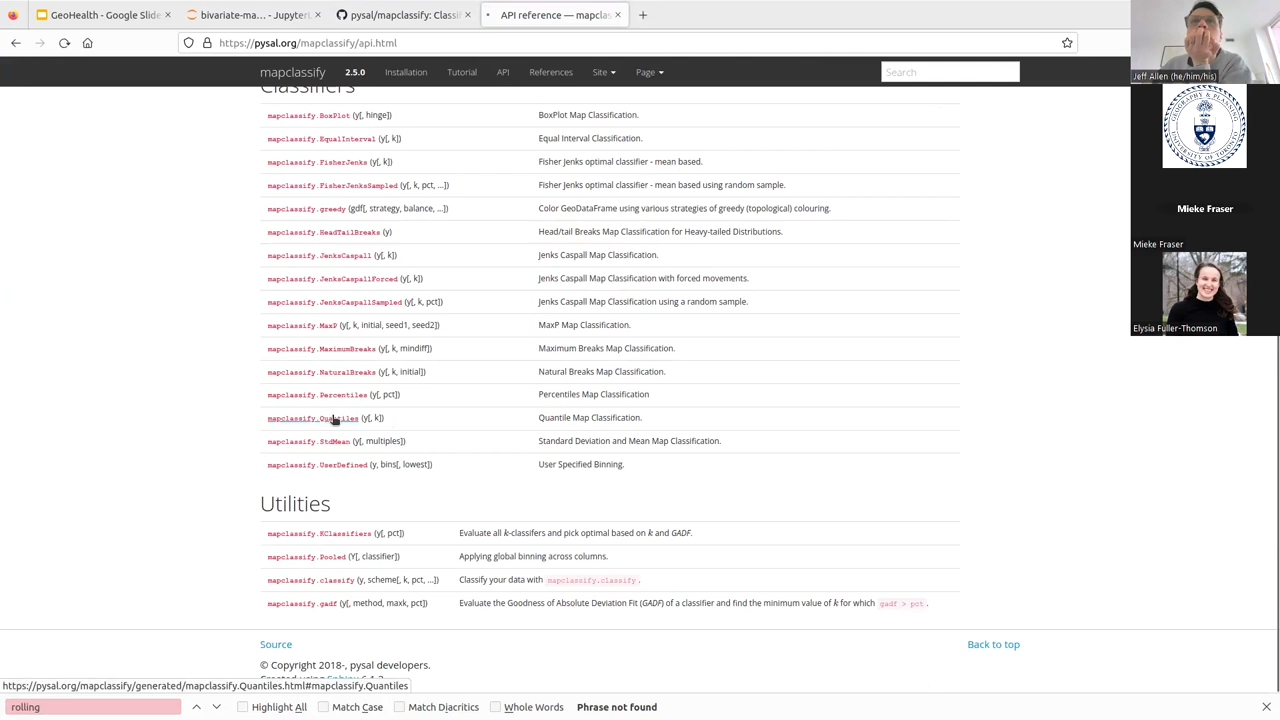 GeoHealth - Google Slide
bivariate-ma… - JupyterL
pysal/mapclassify: Classif
API reference — mapclas
https://pysal.org/mapclassify/api.html
mapclassify 2.5.0 Installation Tutorial API References Site Page Search
Classifiers
mapclassify.BoxPlot (y[, hinge]) BoxPlot Map Classification.
mapclassify.EqualInterval (y[, k]) Equal Interval Classification.
mapclassify.FisherJenks (y[, k]) Fisher Jenks optimal classifier - mean based.
mapclassify.FisherJenksSampled (y[, k, pct, ...]) Fisher Jenks optimal classifier - mean based using random sample.
mapclassify.greedy (gdf[, strategy, balance, ...]) Color GeoDataFrame using various strategies of greedy (topological) colouring.
mapclassify.HeadTailBreaks (y) Head/tail Breaks Map Classification for Heavy-tailed Distributions.
mapclassify.JenksCaspall (y[, k]) Jenks Caspall Map Classification.
mapclassify.JenksCaspallForced (y[, k]) Jenks Caspall Map Classification with forced movements.
mapclassify.JenksCaspallSampled (y[, k, pct]) Jenks Caspall Map Classification using a random sample.
mapclassify.MaxP (y[, k, initial, seed1, seed2]) MaxP Map Classification.
mapclassify.MaximumBreaks (y[, k, mindiff]) Maximum Breaks Map Classification.
mapclassify.NaturalBreaks (y[, k, initial]) Natural Breaks Map Classification.
mapclassify.Percentiles (y[, pct]) Percentiles Map Classification
mapclassify.Quantiles (y[, k]) Quantile Map Classification.
mapclassify.StdMean (y[, multiples]) Standard Deviation and Mean Map Classification.
mapclassify.UserDefined (y, bins[, lowest]) User Specified Binning.
Utilities
mapclassify.KClassifiers (y[, pct]) Evaluate all k-classifers and pick optimal based on k and GADF.
mapclassify.Pooled (Y[, classifier]) Applying global binning across columns.
mapclassify.classify (y, scheme[, k, pct, ...]) Classify your data with mapclassify.classify.
mapclassify.gadf (y[, method, maxk, pct]) Evaluate the Goodness of Absolute Deviation Fit (GADF) of a classifier and find the minimum value of k for which gadf > pct.
Source Back to top
© Copyright 2018-, pysal developers.
https://pysal.org/mapclassify/generated/mapclassify.Quantiles.html#mapclassify.Quantiles
rolling Highlight All Match Case Match Diacritics Whole Words Phrase not found
Jeff Allen (he/him/his)
GEOGRAPHY & PLANNING
UNIVERSITY OF TORONTO
Mieke Fraser
Mieke Fraser
Elysia Fuller-Thomson